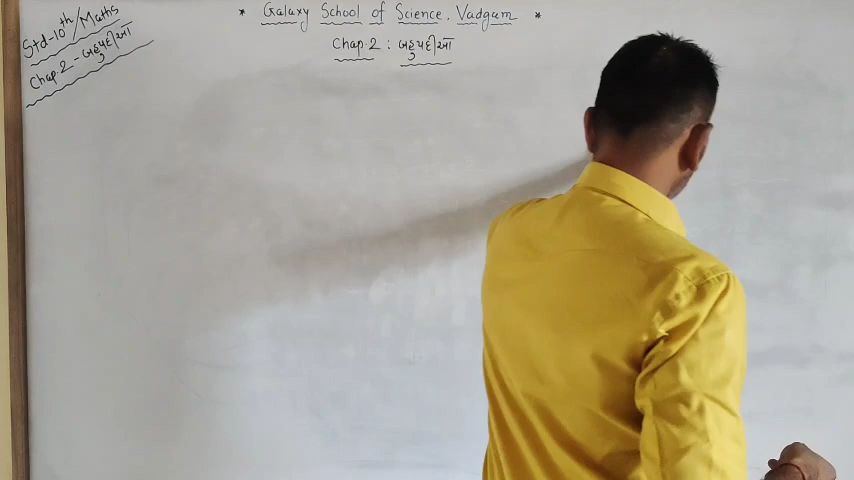 * Galaxy School of Science, Vadgam *
Chap. 2 : બહુપદીઓ
Std-10th/Maths
Chap. 2 - બહુપદીઓ